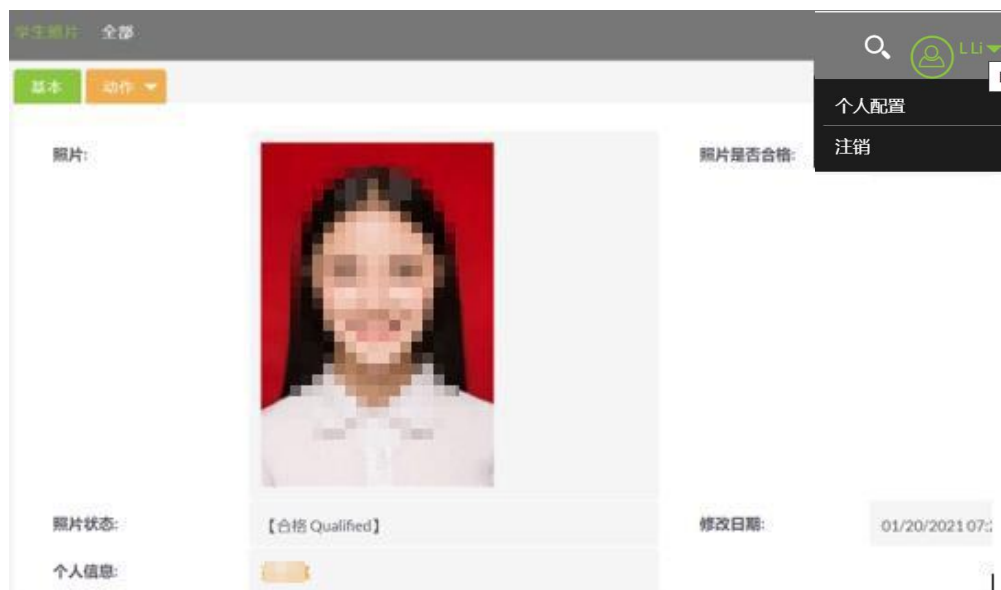 学生照片 全部
L Li
基本 动作
个人配置
注销
照片:
照片是否合格:
照片状态:
【合格 Qualified】
修改日期:
01/20/2021 07:2
个人信息: